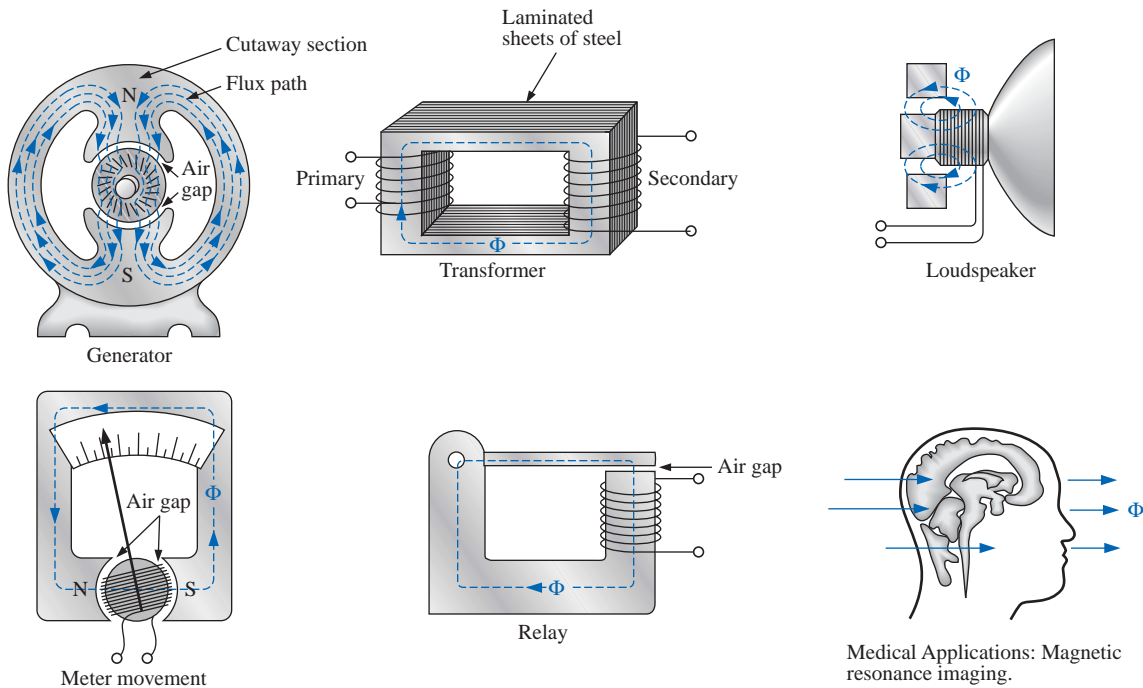 Cutaway section
Flux path
N
Air
gap
S
Generator
Laminated
sheets of steel
Primary
Secondary
Φ
Transformer
Φ
Loudspeaker
Φ
Air gap
N
S
Meter movement
Air gap
Φ
Relay
Φ
Medical Applications: Magnetic
resonance imaging.